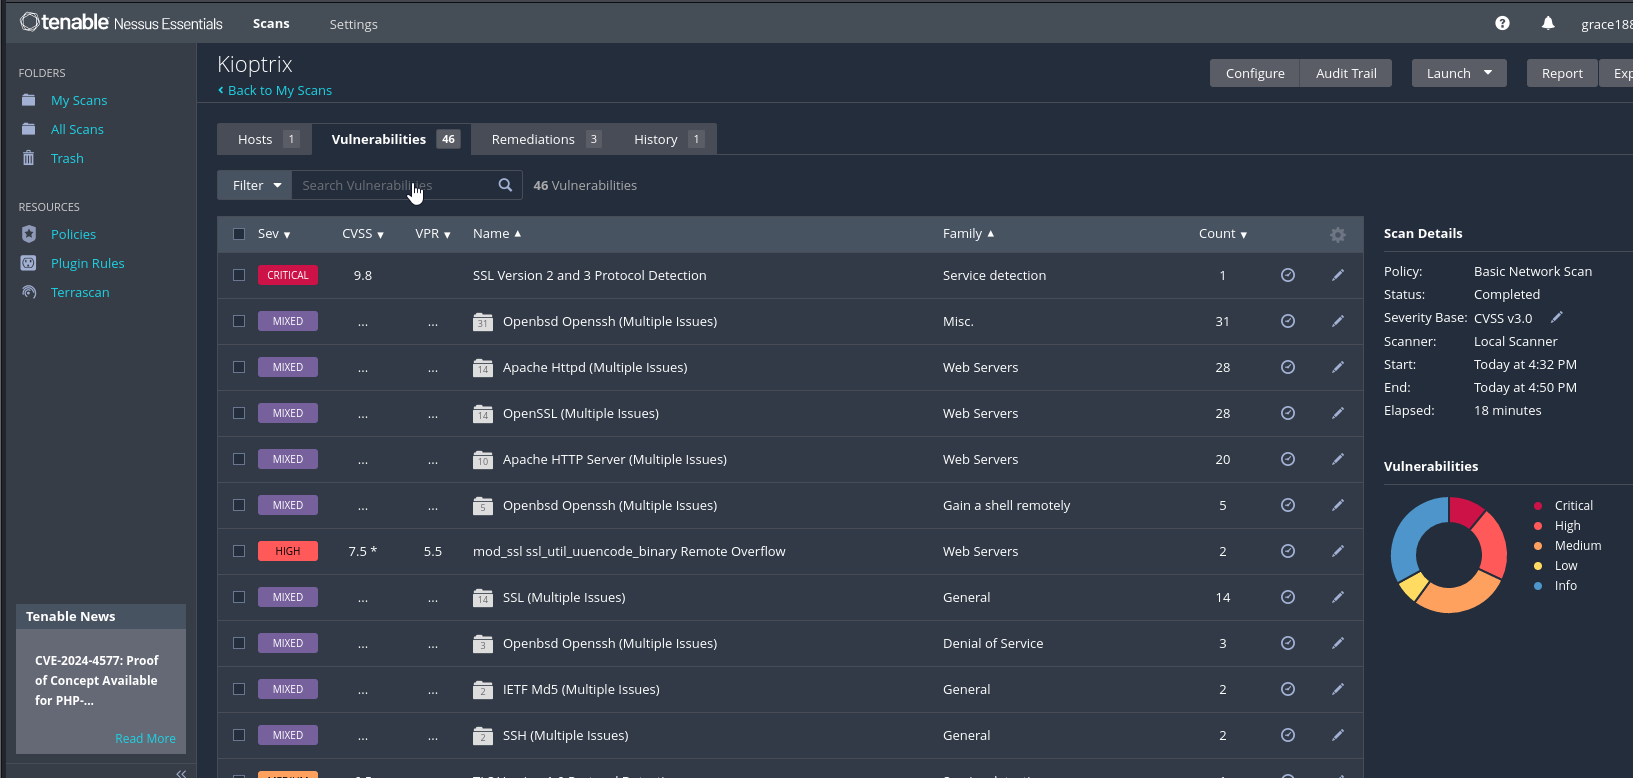 tenable Nessus Essentials Scans Settings
grace188
FOLDERS
My Scans
All Scans
Trash
RESOURCES
Policies
Plugin Rules
Terrascan
Tenable News
CVE-2024-4577: Proof
of Concept Available
for PHP-...
Read More
Kioptrix
Back to My Scans
Configure Audit Trail Launch Report Exp
Hosts 1 Vulnerabilities 46 Remediations 3 History 1
Filter Search Vulnerabilities 46 Vulnerabilities
Sev CVSS VPR Name Family Count
CRITICAL 9.8 SSL Version 2 and 3 Protocol Detection Service detection 1
MIXED ... ... 31 Openbsd Openssh (Multiple Issues) Misc. 31
MIXED ... ... 14 Apache Httpd (Multiple Issues) Web Servers 28
MIXED ... ... 14 OpenSSL (Multiple Issues) Web Servers 28
MIXED ... ... 10 Apache HTTP Server (Multiple Issues) Web Servers 20
MIXED ... ... 5 Openbsd Openssh (Multiple Issues) Gain a shell remotely 5
HIGH 7.5 * 5.5 mod_ssl ssl_util_uuencode_binary Remote Overflow Web Servers 2
MIXED ... ... 14 SSL (Multiple Issues) General 14
MIXED ... ... 3 Openbsd Openssh (Multiple Issues) Denial of Service 3
MIXED ... ... 2 IETF Md5 (Multiple Issues) General 2
MIXED ... ... 2 SSH (Multiple Issues) General 2
Scan Details
Policy: Basic Network Scan
Status: Completed
Severity Base: CVSS v3.0
Scanner: Local Scanner
Start: Today at 4:32 PM
End: Today at 4:50 PM
Elapsed: 18 minutes
Vulnerabilities
Critical
High
Medium
Low
Info